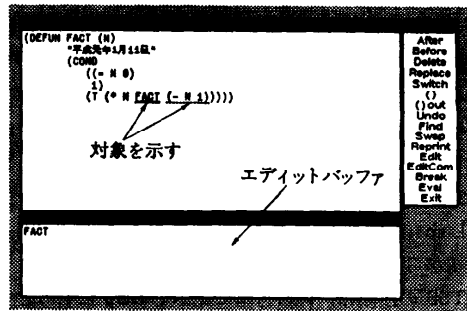 (DEFUN FACT (N)
"平成元年1月11日"
(COND
((= N 0)
1)
(T (* N FACT (- N 1)))))
対象を示す
エディットバッファ
FACT
After
Before
Delete
Replace
Switch
()
()out
Undo
Find
Swap
Reprint
Edit
EditCom
Break
Eval
Exit